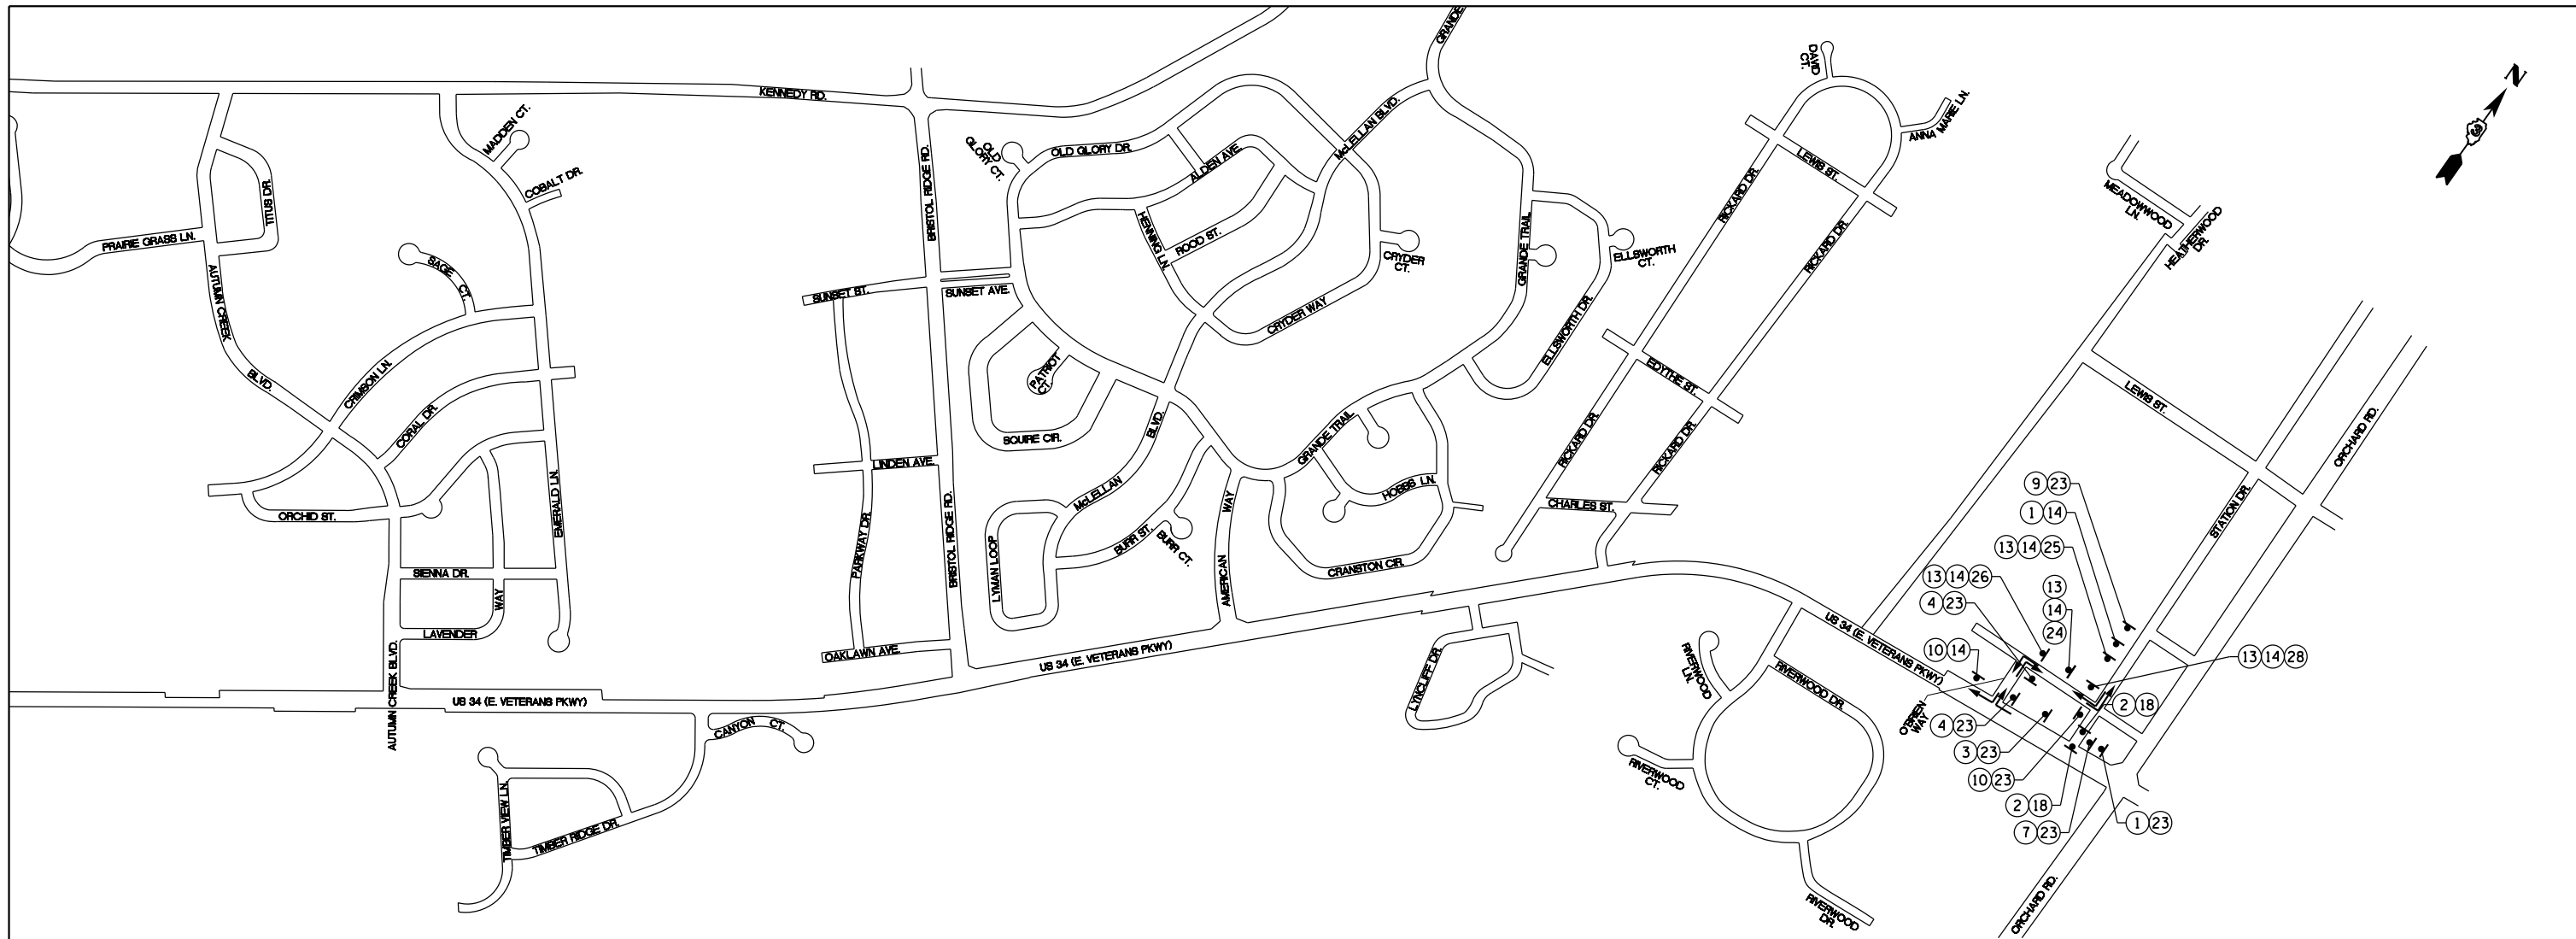 KENNEDY RD.
GRANDE
DAVID
CT.
ANNA MARIE LN.
N
MADDEN CT.
COBALT DR.
TITUS DR.
PRAIRIE GRASS LN.
AUTUMN CREEK
BLVD.
SAGE
CT.
CRIMSON LN.
CORAL DR.
ORCHID ST.
EMERALD LN.
SIENNA DR.
WAY
LAVENDER
AUTUMN CREEK BLVD.
BRISTOL RIDGE RD.
OLD
GLORY CT.
OLD GLORY DR.
ALDEN AVE.
McLELLAN BLVD.
HENNING LN.
ROOD ST.
CRYDER
CT.
CRYDER WAY
SUNSET ST.
SUNSET AVE.
PATRIOT
CT.
SQUIRE CIR.
LINDEN AVE.
PARKWAY DR.
BRISTOL RIDGE RD.
OAKLAWN AVE.
McLELLAN
BLVD.
LYMAN LOOP
BURR ST.
BURR CT.
AMERICAN
WAY
GRANDE TRAIL
GRANDE TRAIL
ELLSWORTH
CT.
ELLSWORTH DR.
HOBBS LN.
CRANSTON CIR.
LEWIS ST.
RICKARD DR.
RICKARD DR.
EDYTHE ST.
RICKARD DR.
RICKARD DR.
CHARLES ST.
MEADOWWOOD
LN.
HEATHERWOOD
DR.
LEWIS ST.
ORCHARD RD.
STATION DR.
9 23
1 14
13 14 25
13 14 26
4 23
13
14
24
10 14
13 14 28
2 18
O'BRIEN
WAY
4 23
3 23
10 23
2 18
7 23
1 23
US 34 (E. VETERANS PKWY)
US 34 (E. VETERANS PKWY)
US 34 (E. VETERANS PKWY)
CANYON CT.
TIMBER VIEW LN.
TIMBER RIDGE DR.
LYNCLIFF DR.
RIVERWOOD
LN.
RIVERWOOD DR.
RIVERWOOD
CT.
RIVERWOOD
DR.
ORCHARD RD.